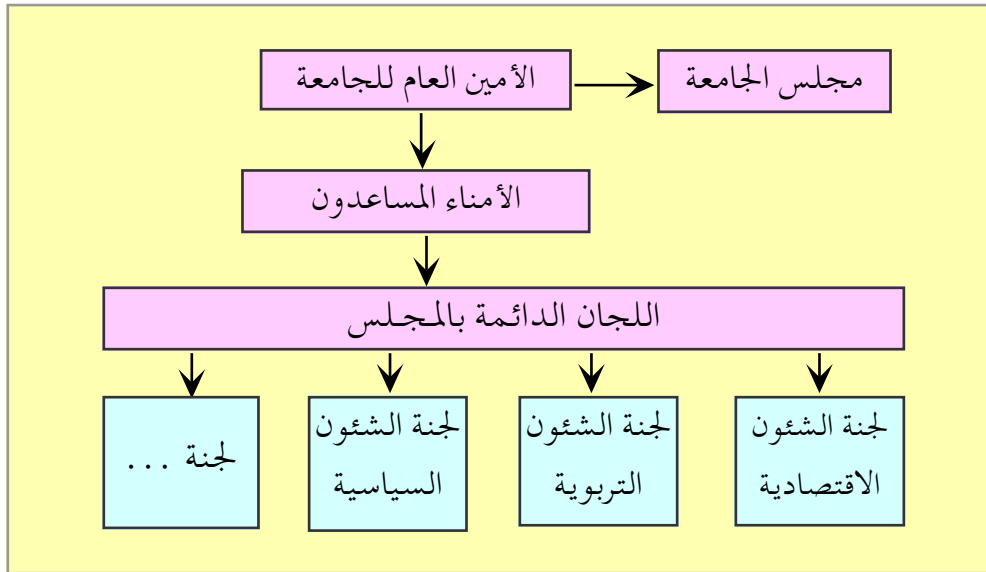 مجلس الجامعة
الأمين العام للجامعة
الأمناء المساعدون
اللجان الدائمة بالمجلس
لجنة الشئون
الاقتصادية
لجنة الشئون
التربوية
لجنة الشئون
السياسية
لجنة ...